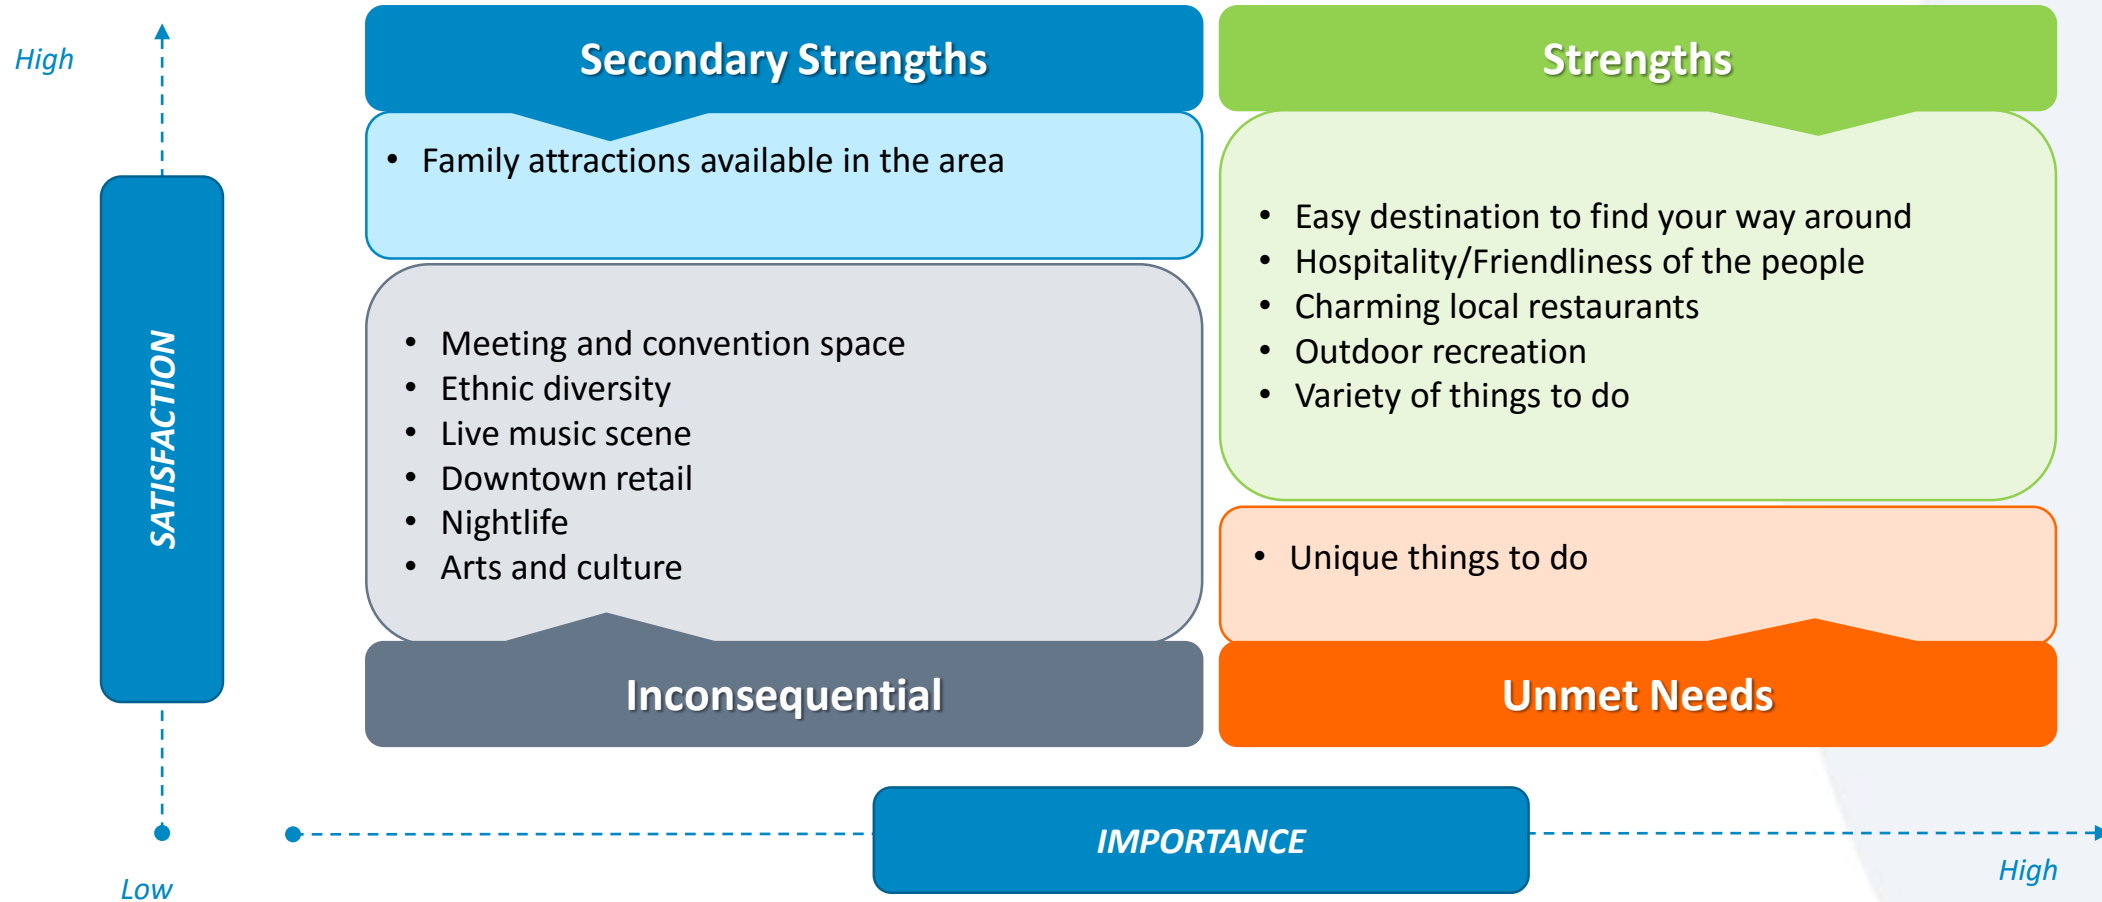 High
Secondary Strengths
Strengths
• Family attractions available in the area
• Easy destination to find your way around
• Hospitality/Friendliness of the people
• Charming local restaurants
• Outdoor recreation
• Variety of things to do
SATISFACTION
• Meeting and convention space
• Ethnic diversity
• Live music scene
• Downtown retail
• Nightlife
• Arts and culture
• Unique things to do
Inconsequential
Unmet Needs
IMPORTANCE
Low
High